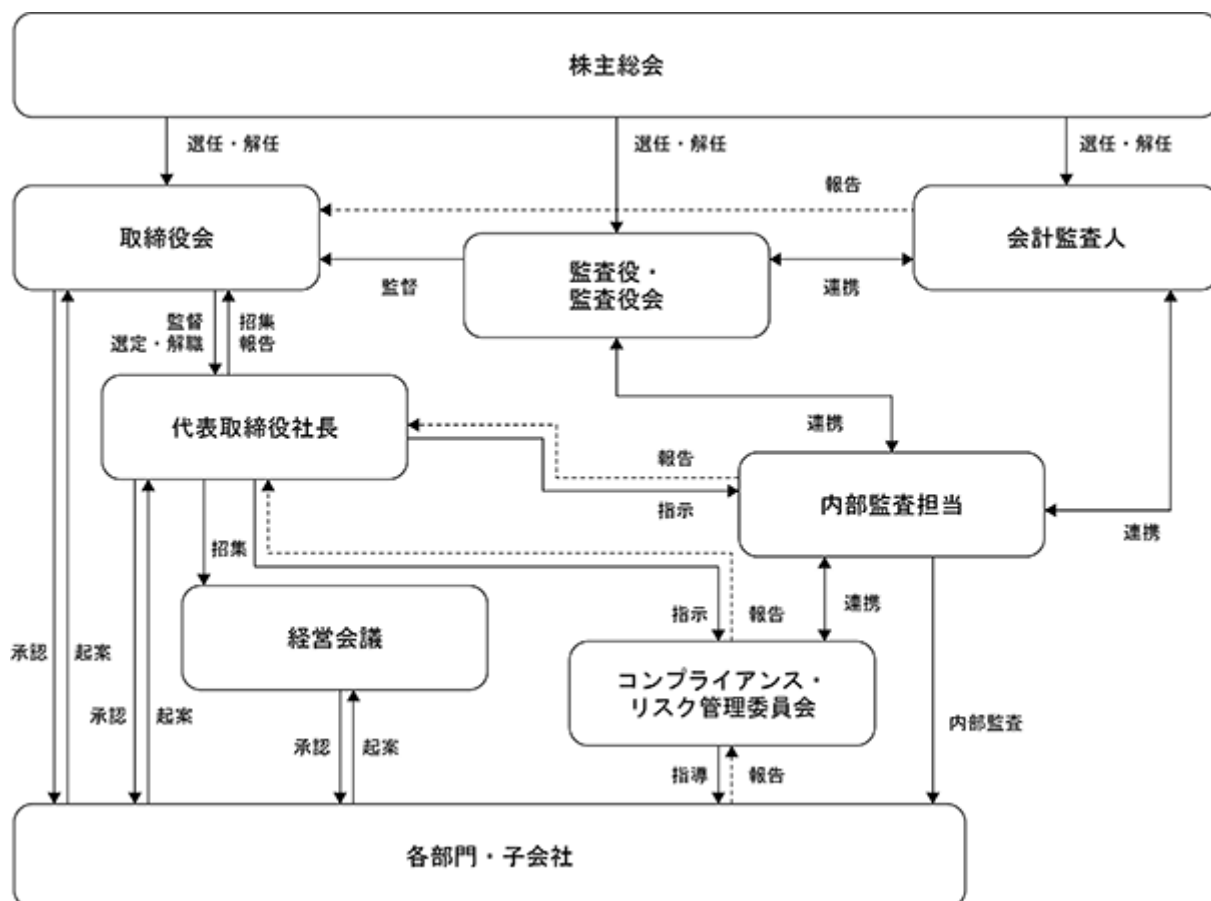 株主総会
選任・解任
選任・解任
選任・解任
報告
取締役会
会計監査人
監査役・
監査役会
監督
連携
監督
選定・解職
招集
報告
代表取締役社長
連携
報告
指示
内部監査担当
連携
招集
指示
報告
連携
経営会議
承認
起案
コンプライアンス・
リスク管理委員会
承認
起案
承認
起案
内部監査
指導
報告
各部門・子会社